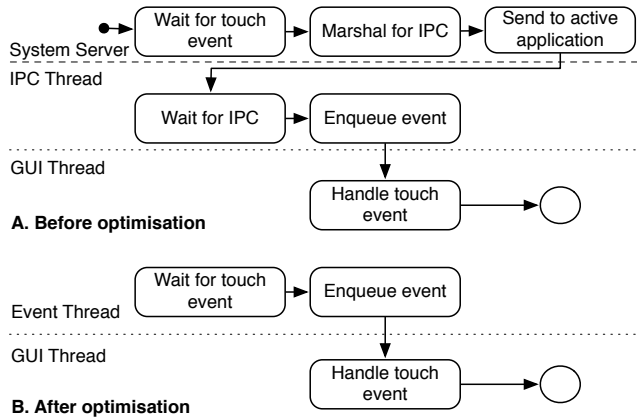 Wait for touch
event
Marshal for IPC
Send to active
application
System Server
IPC Thread
Wait for IPC
Enqueue event
GUI Thread
Handle touch
event
A. Before optimisation
Wait for touch
event
Enqueue event
Event Thread
GUI Thread
Handle touch
event
B. After optimisation